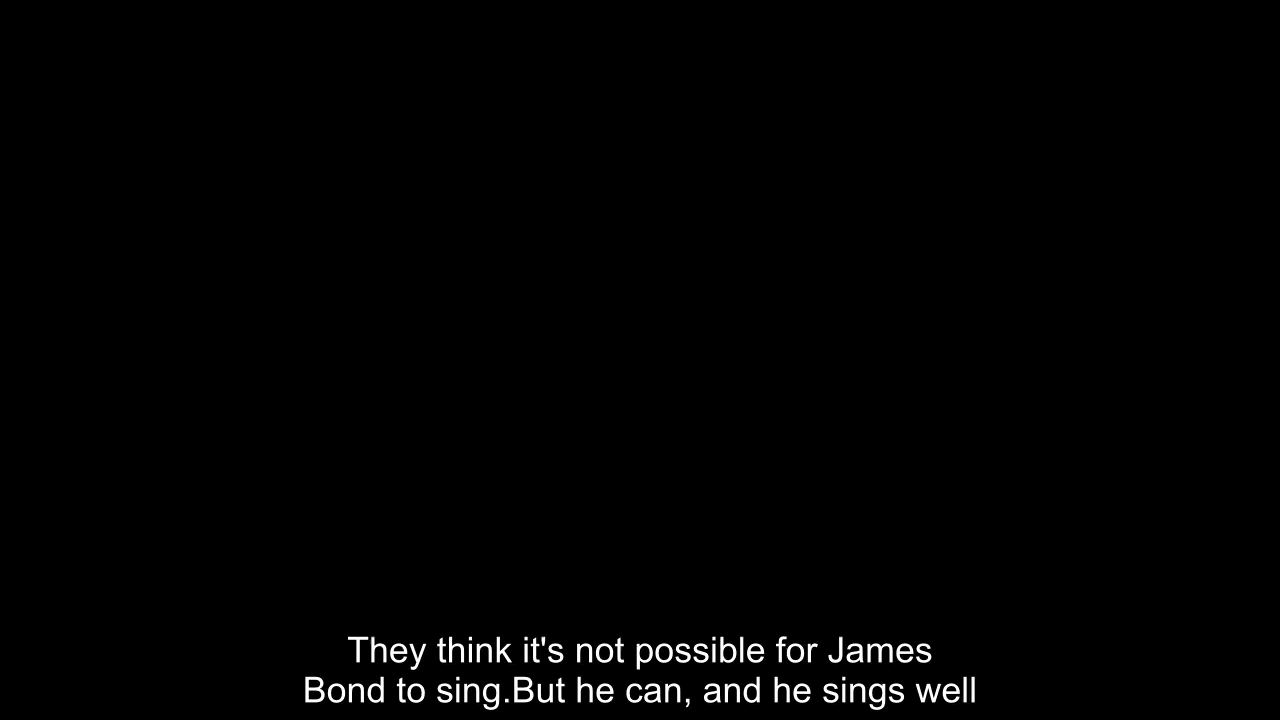 They think it's not possible for James
Bond to sing.But he can, and he sings well